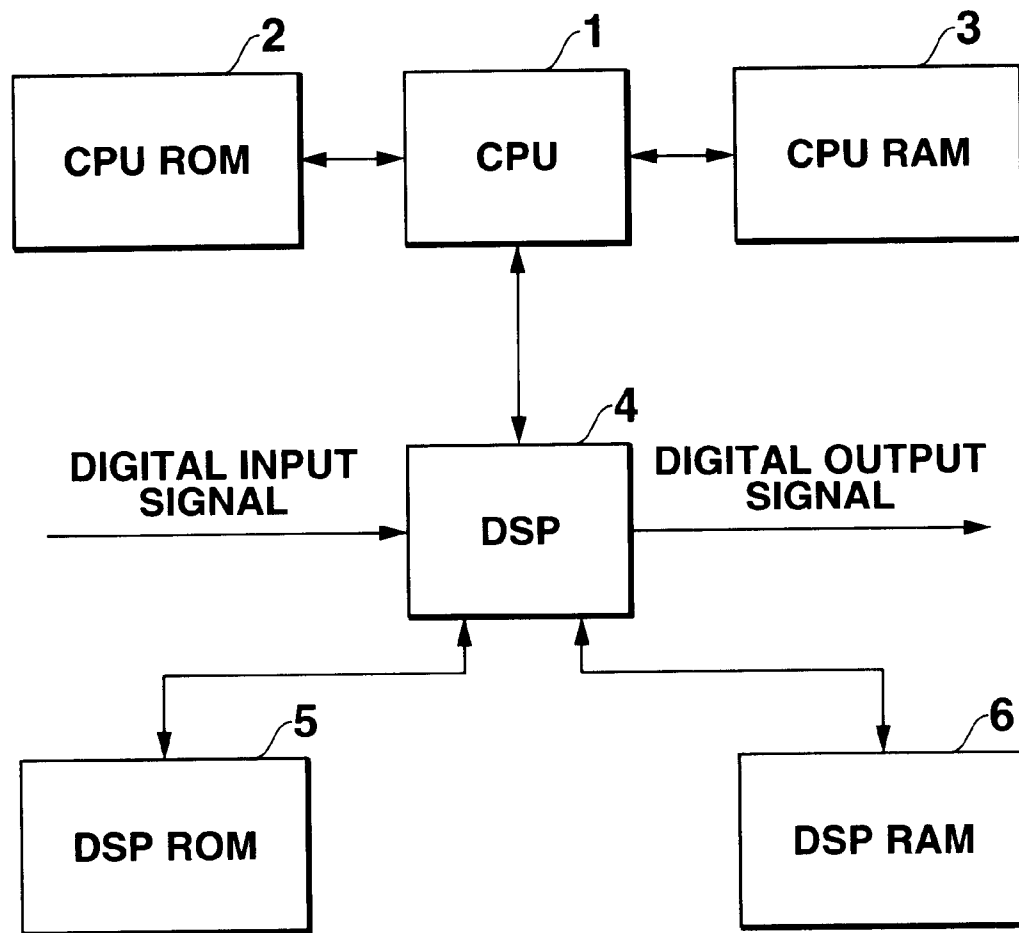 2
1
3
CPU ROM
CPU
CPU RAM
4
DIGITAL INPUT
SIGNAL
DSP
DIGITAL OUTPUT
SIGNAL
5
6
DSP ROM
DSP RAM